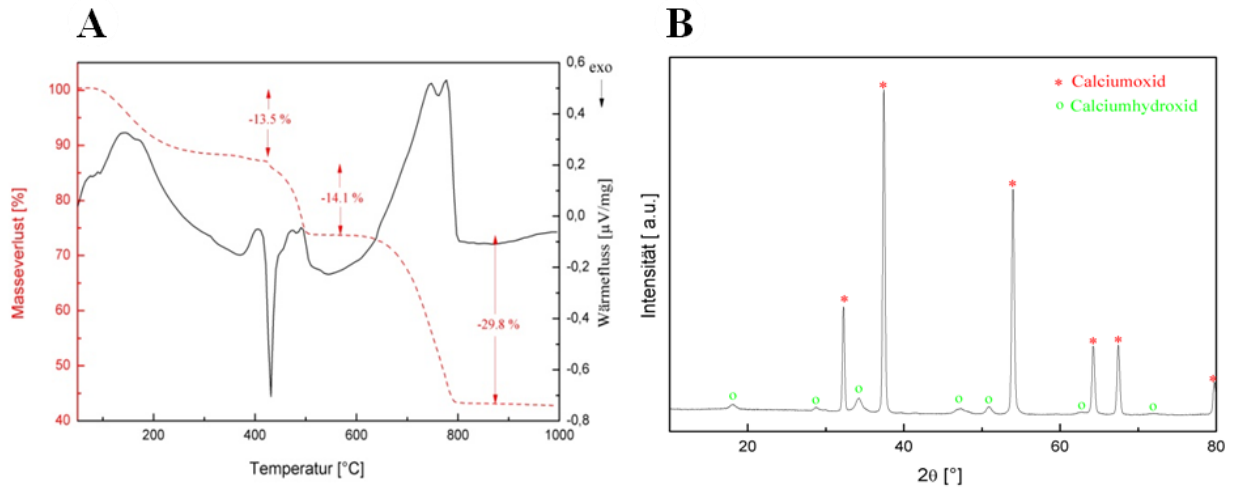 A
Masseverlust [%]
100
90
80
70
60
50
40
-13.5 %
-14.1 %
-29.8 %
200
400
600
800
1000
Temperatur [°C]
0,6
0,4
0,2
0,0
-0,2
-0,4
-0,6
-0,8
exo
Wärmefluss [µV/mg]
B
Intensität [ a.u.]
* Calciumoxid
o Calciumhydroxid
20
40
60
80
2θ [°]